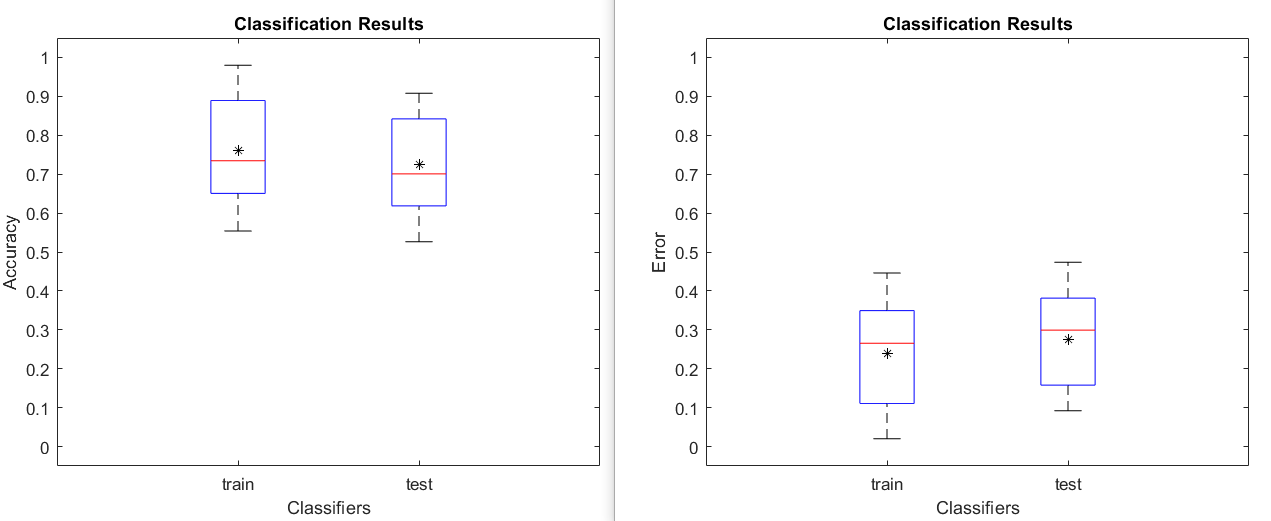 Classification Results
1
0.9
0.8
0.7
0.6
0.5
0.4
0.3
0.2
0.1
0
Accuracy
train test
Classifiers
Classification Results
1
0.9
0.8
0.7
0.6
0.5
0.4
0.3
0.2
0.1
0
Error
train test
Classifiers